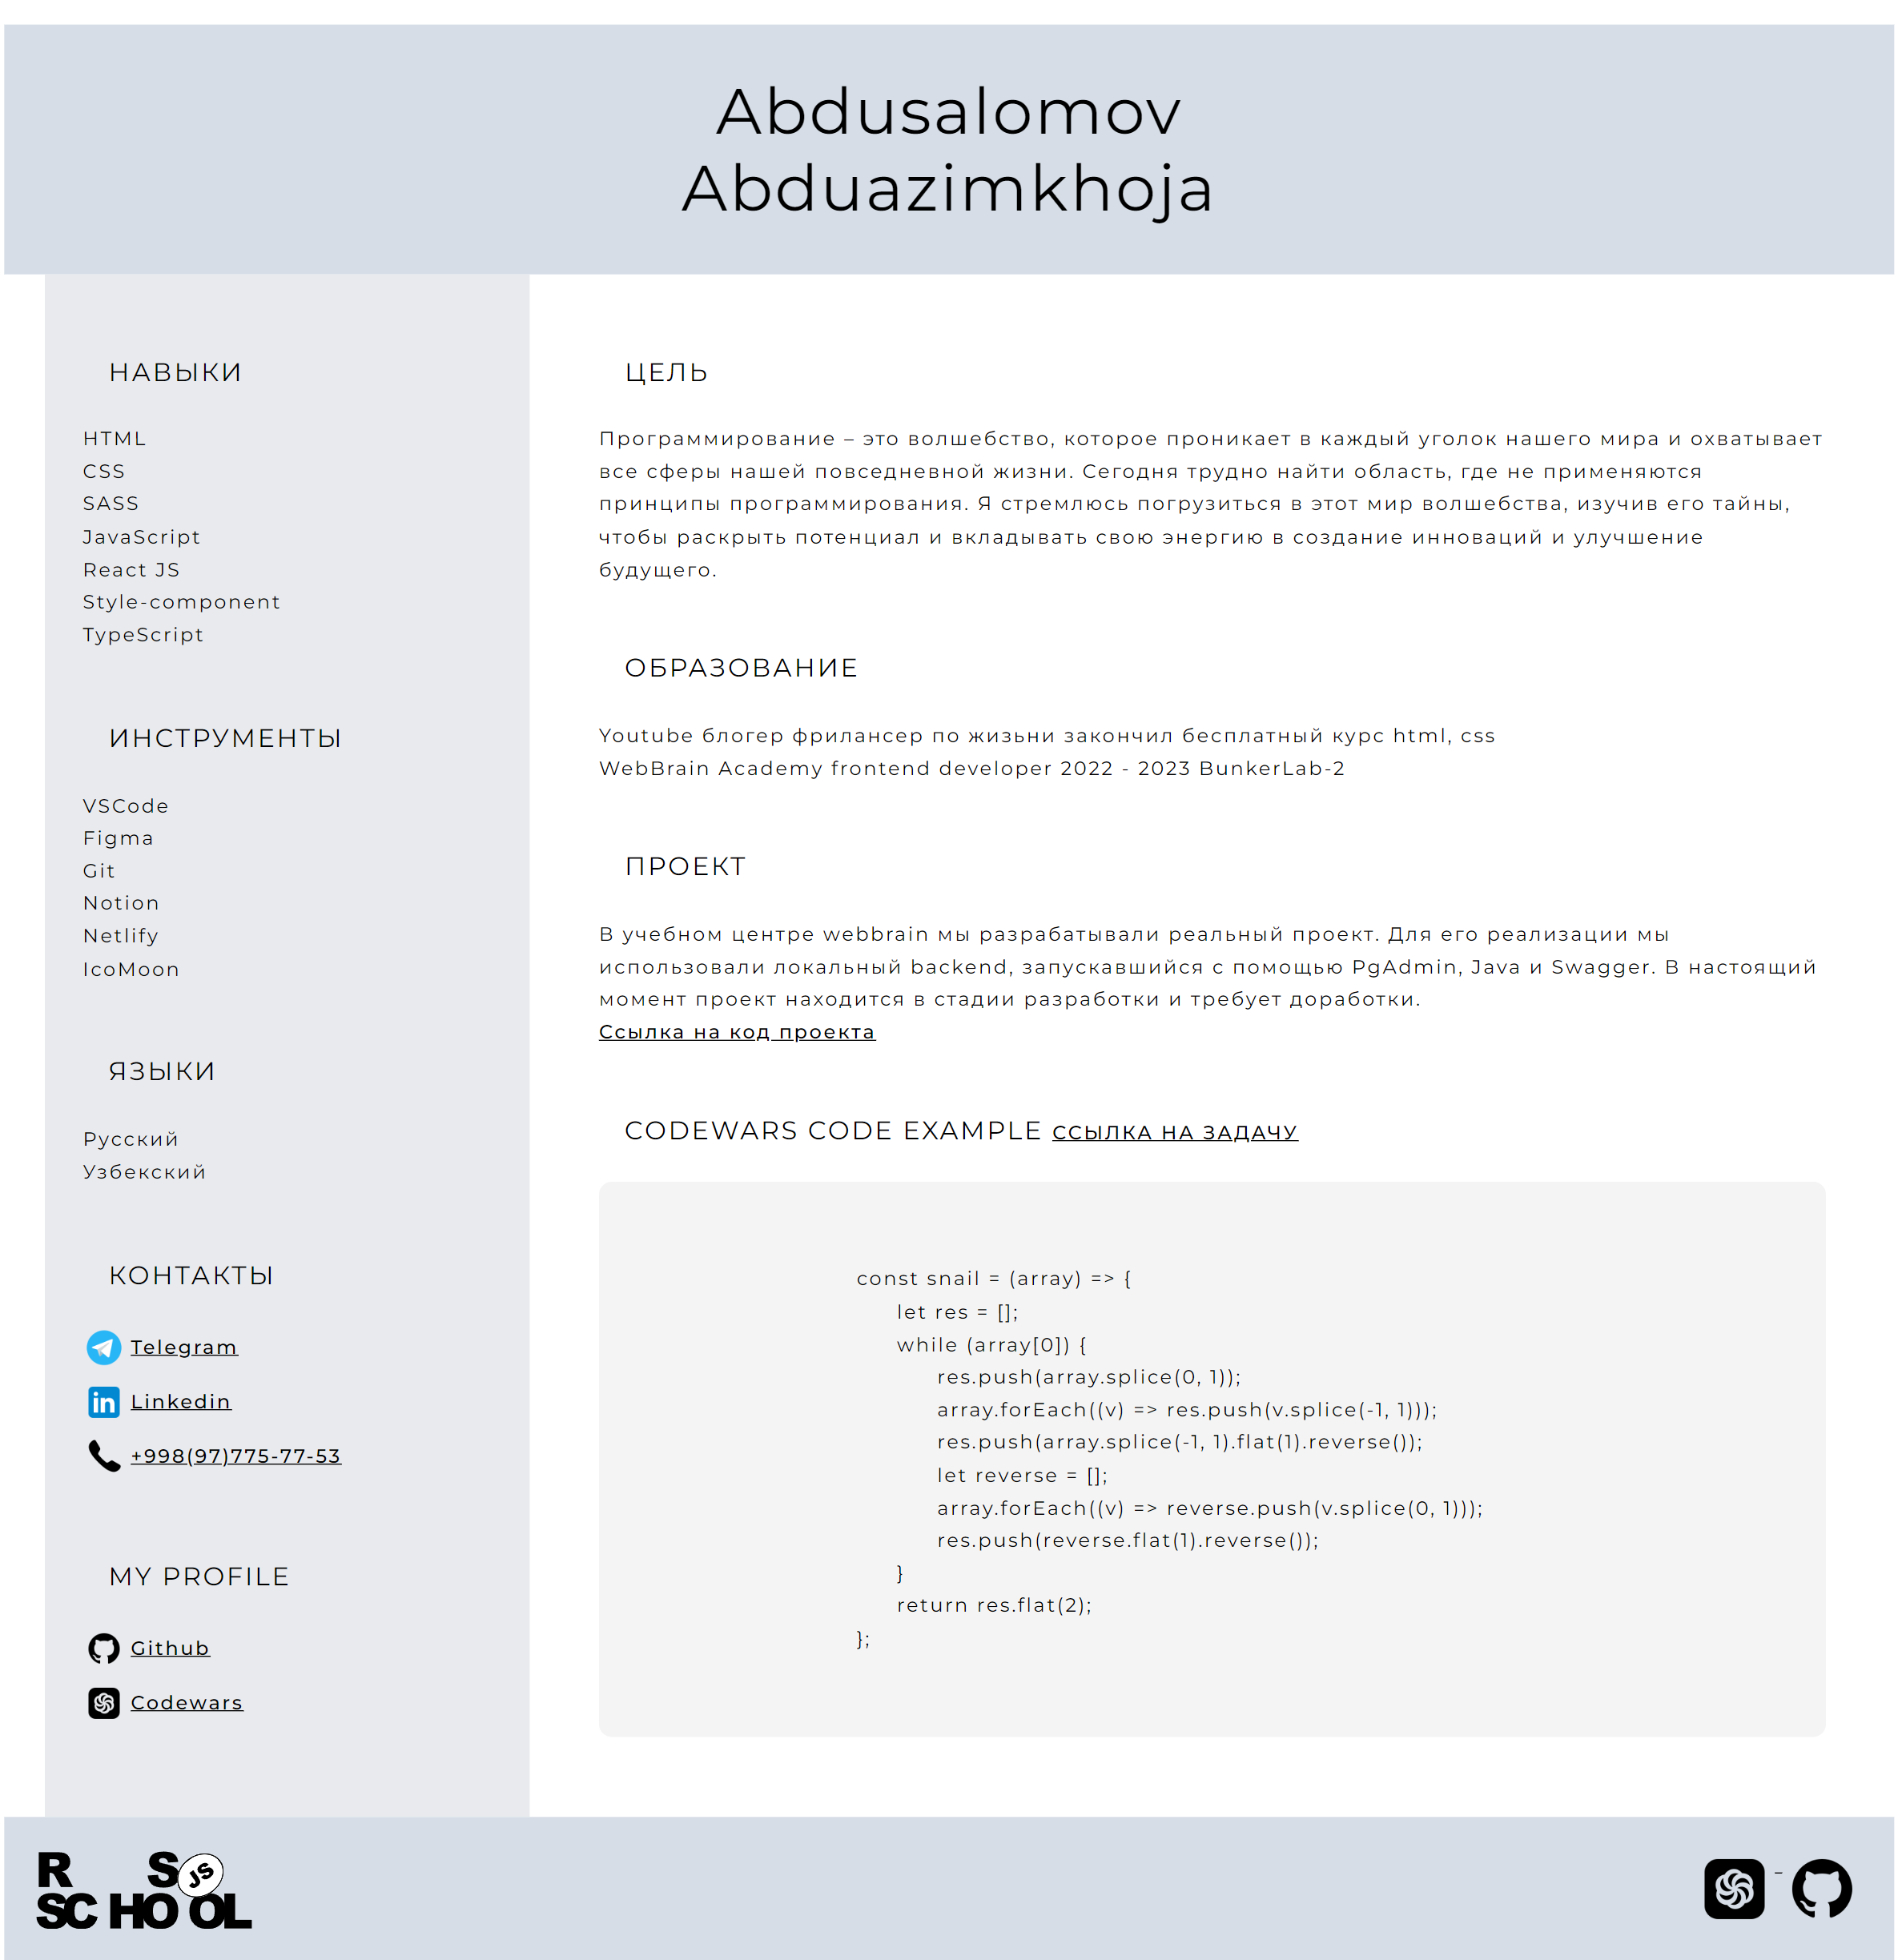 Abdusalomov
Abduazimkhoja
НАВЫКИ
HTML
CSS
SASS
JavaScript
React JS
Style-component
TypeScript
ИНСТРУМЕНТЫ
VSCode
Figma
Git
Notion
Netlify
IcoMoon
ЯЗЫКИ
Русский
Узбекский
КОНТАКТЫ
Telegram
Linkedin
+998(97)775-77-53
MY PROFILE
Github
Codewars
ЦЕЛЬ
Программирование – это волшебство, которое проникает в каждый уголок нашего мира и охватывает
все сферы нашей повседневной жизни. Сегодня трудно найти область, где не применяются
принципы программирования. Я стремлюсь погрузиться в этот мир волшебства, изучив его тайны,
чтобы раскрыть потенциал и вкладывать свою энергию в создание инноваций и улучшение
будущего.
ОБРАЗОВАНИЕ
Youtube блогер фрилансер по жизьни закончил бесплатный курс html, css
WebBrain Academy frontend developer 2022 - 2023 BunkerLab-2
ПРОЕКТ
В учебном центре webbrain мы разрабатывали реальный проект. Для его реализации мы
использовали локальный backend, запускавшийся с помощью PgAdmin, Java и Swagger. В настоящий
момент проект находится в стадии разработки и требует доработки.
Ссылка на код проекта
CODEWARS CODE EXAMPLE ССЫЛКА НА ЗАДАЧУ
const snail = (array) => {
let res = [];
while (array[0]) {
res.push(array.splice(0, 1));
array.forEach((v) => res.push(v.splice(-1, 1)));
res.push(array.splice(-1, 1).flat(1).reverse());
let reverse = [];
array.forEach((v) => reverse.push(v.splice(0, 1)));
res.push(reverse.flat(1).reverse());
}
return res.flat(2);
};
R S JS
SCHOOL